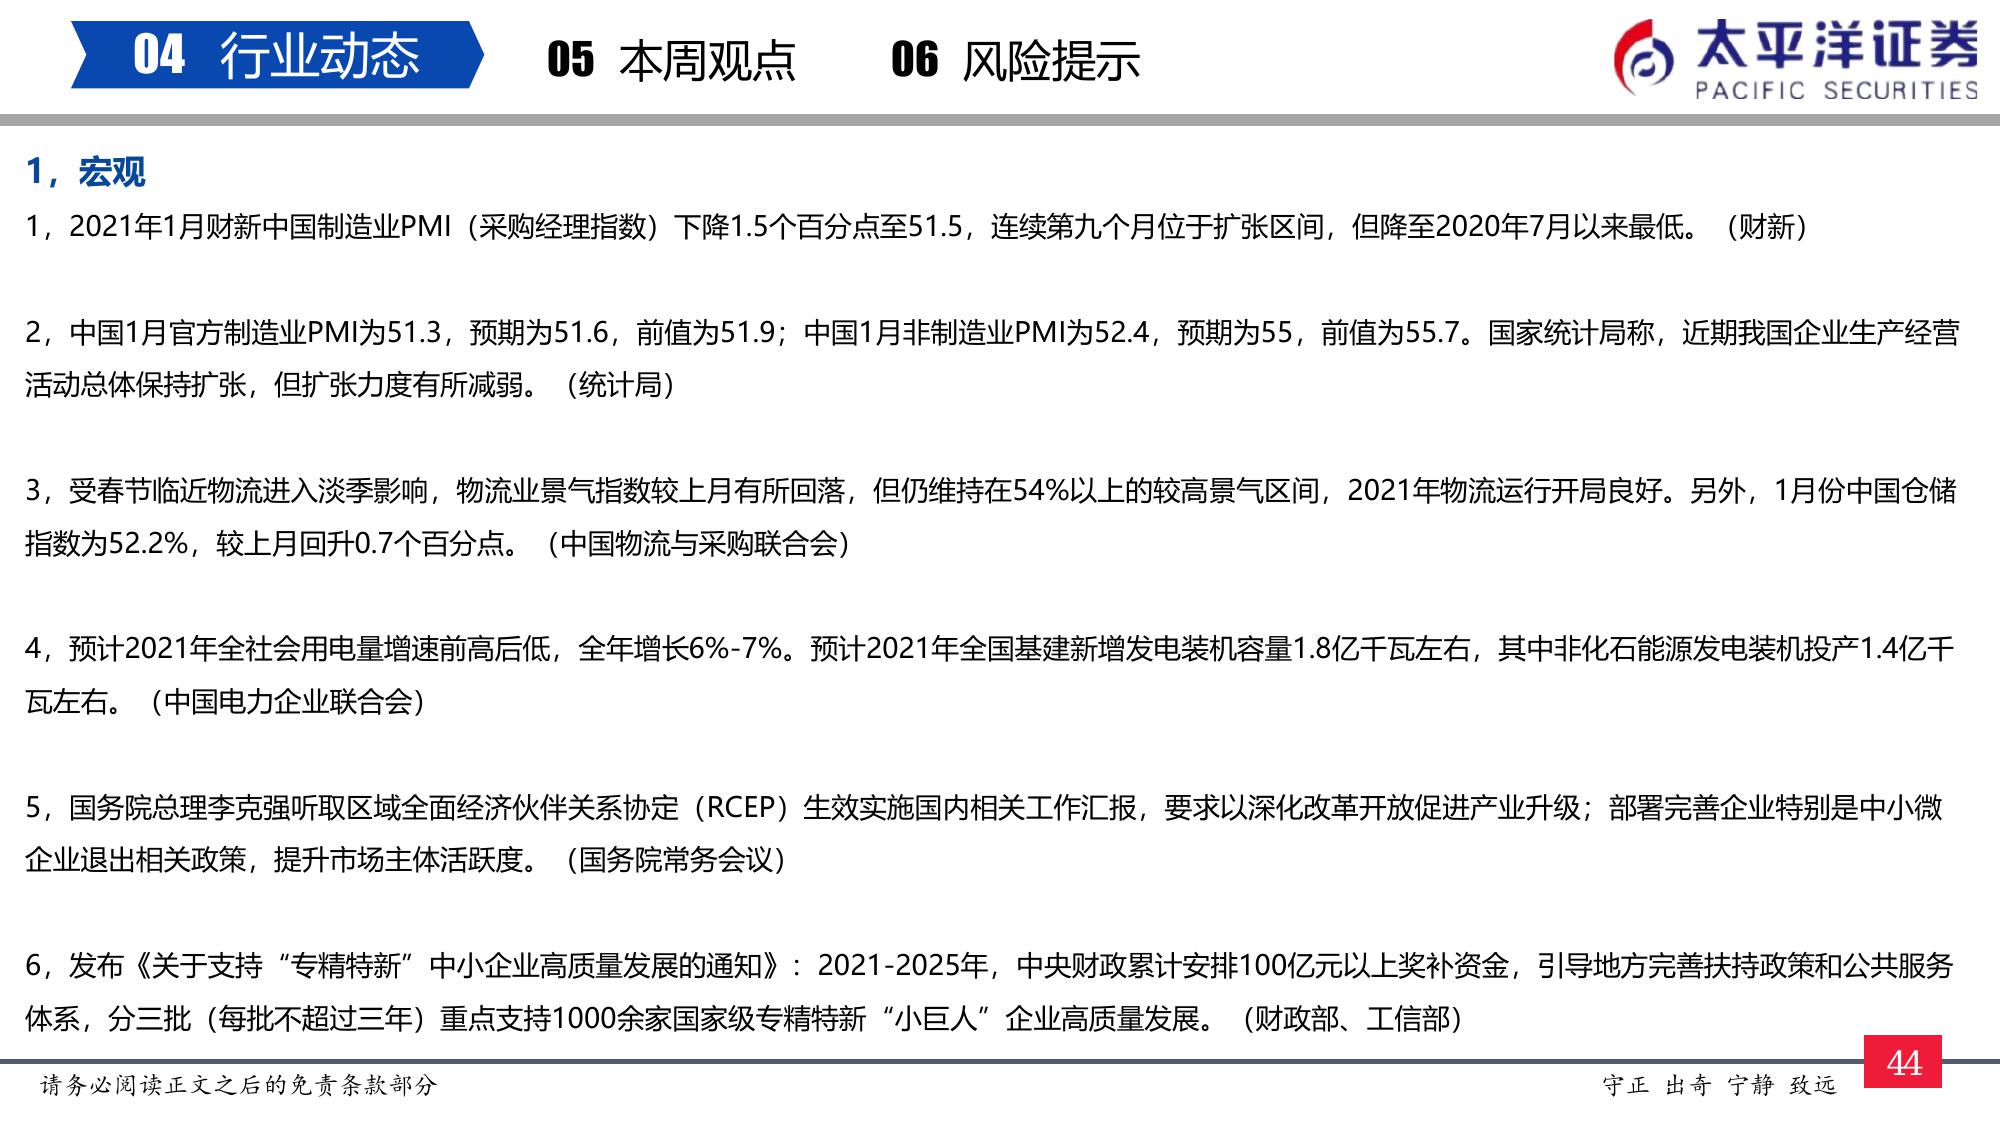 04 行业动态 05 本周观点 06 风险提示
太平洋证券
PACIFIC SECURITIES
1，宏观
1，2021年1月财新中国制造业PMI（采购经理指数）下降1.5个百分点至51.5，连续第九个月位于扩张区间，但降至2020年7月以来最低。（财新）
2，中国1月官方制造业PMI为51.3，预期为51.6，前值为51.9；中国1月非制造业PMI为52.4，预期为55，前值为55.7。国家统计局称，近期我国企业生产经营
活动总体保持扩张，但扩张力度有所减弱。（统计局）
3，受春节临近物流进入淡季影响，物流业景气指数较上月有所回落，但仍维持在54%以上的较高景气区间，2021年物流运行开局良好。另外，1月份中国仓储
指数为52.2%，较上月回升0.7个百分点。（中国物流与采购联合会）
4，预计2021年全社会用电量增速前高后低，全年增长6%-7%。预计2021年全国基建新增发电装机容量1.8亿千瓦左右，其中非化石能源发电装机投产1.4亿千
瓦左右。（中国电力企业联合会）
5，国务院总理李克强听取区域全面经济伙伴关系协定（RCEP）生效实施国内相关工作汇报，要求以深化改革开放促进产业升级；部署完善企业特别是中小微
企业退出相关政策，提升市场主体活跃度。（国务院常务会议）
6，发布《关于支持“专精特新”中小企业高质量发展的通知》：2021-2025年，中央财政累计安排100亿元以上奖补资金，引导地方完善扶持政策和公共服务
体系，分三批（每批不超过三年）重点支持1000余家国家级专精特新“小巨人”企业高质量发展。（财政部、工信部）
44
请务必阅读正文之后的免责条款部分 守正 出奇 宁静 致远